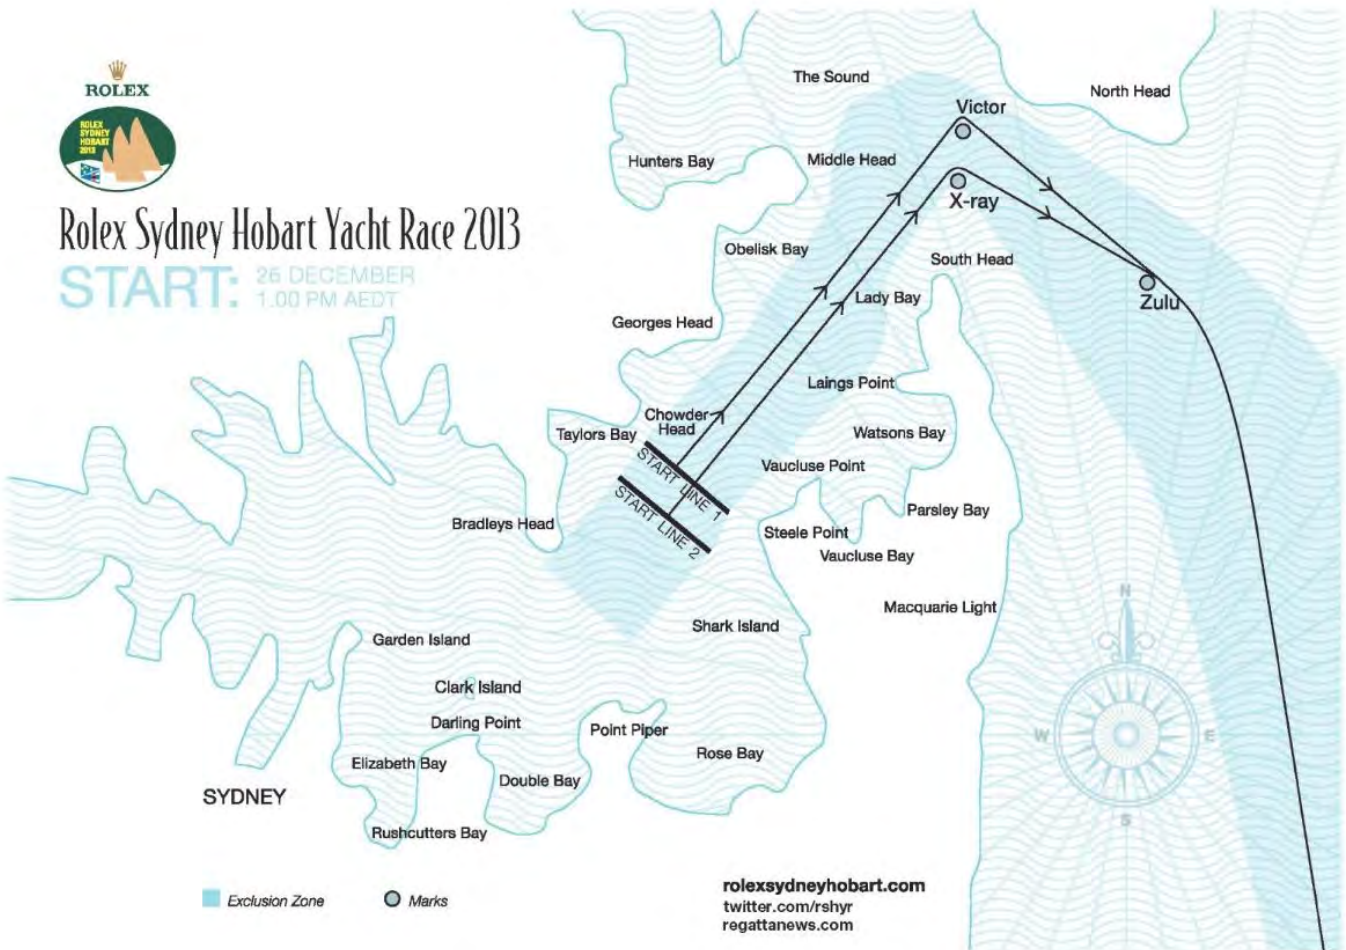 ROLEX
ROLEX
SYDNEY
HOBART
2013
Rolex Sydney Hobart Yacht Race 2013
START: 26 DECEMBER
1.00 PM AEDT
The Sound
North Head
Victor
Hunters Bay
Middle Head
X-ray
Obelisk Bay
South Head
Lady Bay
Zulu
Georges Head
Laings Point
Chowder
Head
Taylors Bay
Watsons Bay
START LINE 1
Vaucluse Point
START LINE 2
Parsley Bay
Bradleys Head
Steele Point
Vaucluse Bay
Macquarie Light
N
Shark Island
Garden Island
Clark Island
Darling Point
Point Piper
W
E
Rose Bay
Elizabeth Bay
Double Bay
SYDNEY
S
Rushcutters Bay
Exclusion Zone
Marks
rolexsydneyhobart.com
twitter.com/rshyr
regattanews.com